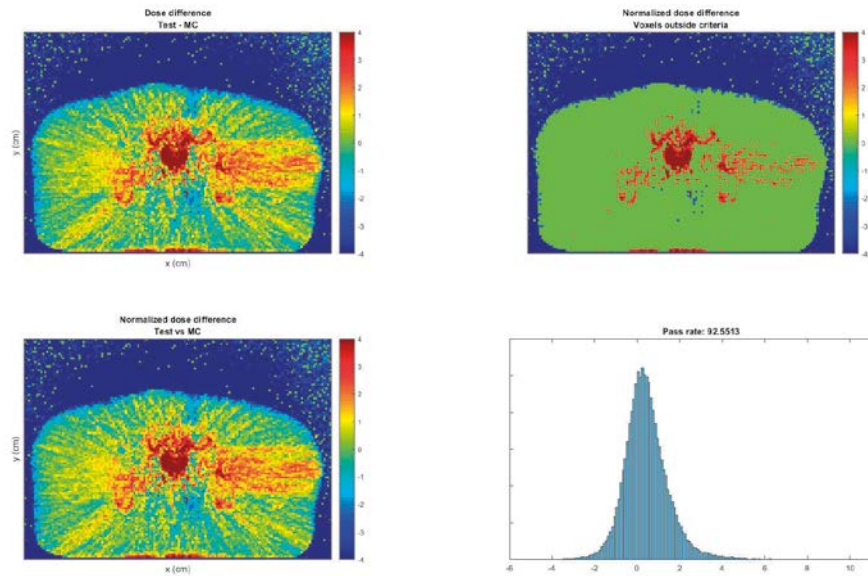 Dose difference
Test - MC
4
3
2
1
0
-1
-2
-3
-4
y (cm)
x (cm)
Normalized dose difference
Voxels outside criteria
4
3
2
1
0
-1
-2
-3
-4
Normalized dose difference
Test vs MC
4
3
2
1
0
-1
-2
-3
-4
y (cm)
x (cm)
Pass rate: 92.5513
-6 -4 -2 0 2 4 6 8 10